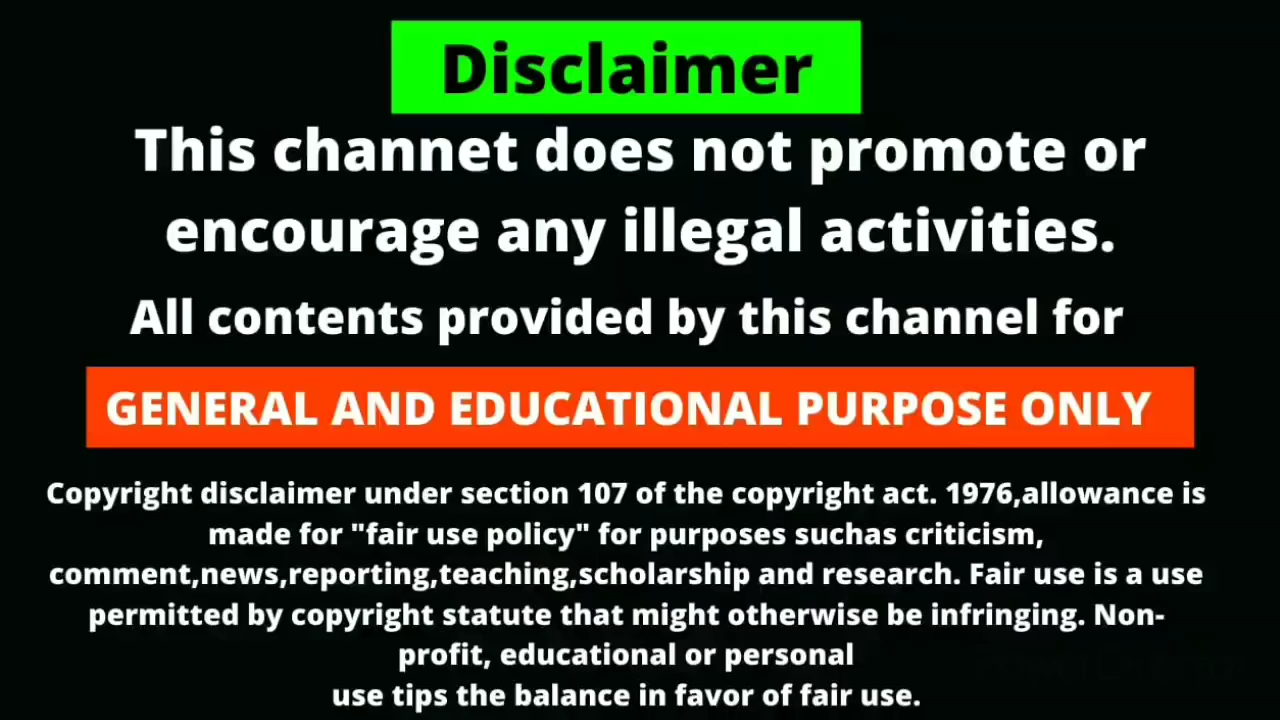 Disclaimer
This channet does not promote or
encourage any illegal activities.
All contents provided by this channel for
GENERAL AND EDUCATIONAL PURPOSE ONLY
Copyright disclaimer under section 107 of the copyright act. 1976,allowance is
made for "fair use policy" for purposes suchas criticism,
comment,news,reporting,teaching,scholarship and research. Fair use is a use
permitted by copyright statute that might otherwise be infringing. Non-
profit, educational or personal
use tips the balance in favor of fair use.